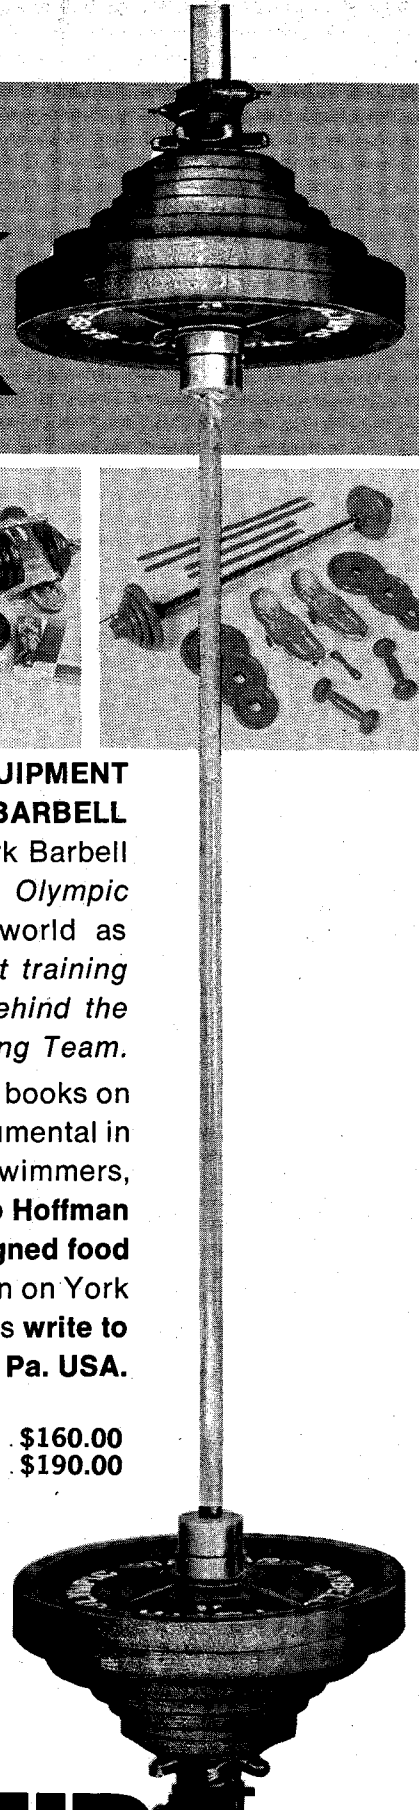 UIPMENT
BARBELL
rk Barbell
Olympic
world as
t training
ehind the
ng Team.
books on
umental in
wimmers,
Hoffman
gned food
n on York
s write to
Pa. USA.
. $160.00
. $190.00